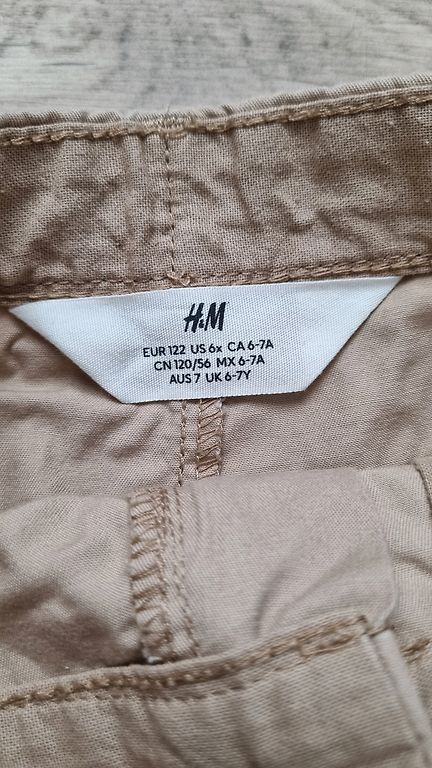 H&M
EUR 122 US 6x CA 6-7A
CN 120/56 MX 6-7A
AUS 7 UK 6-7Y